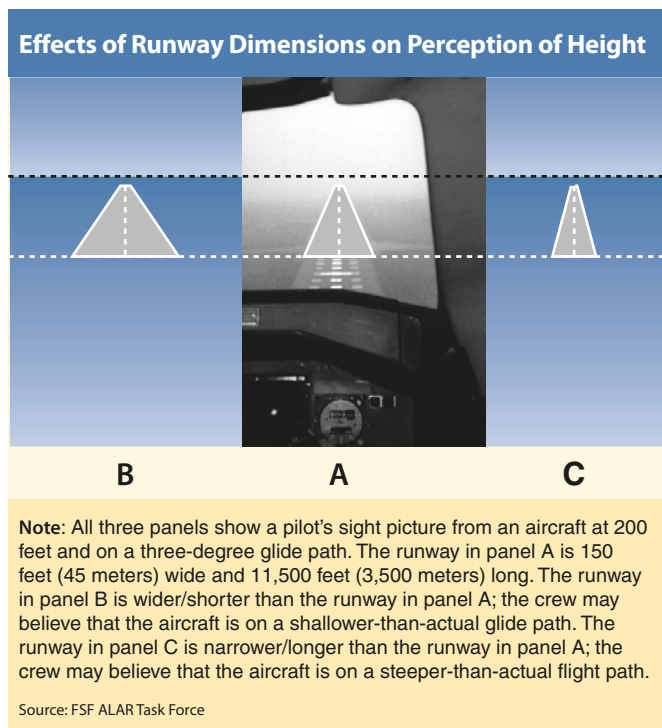 Effects of Runway Dimensions on Perception of Height
B
A
C
Note: All three panels show a pilot’s sight picture from an aircraft at 200
feet and on a three-degree glide path. The runway in panel A is 150
feet (45 meters) wide and 11,500 feet (3,500 meters) long. The runway
in panel B is wider/shorter than the runway in panel A; the crew may
believe that the aircraft is on a shallower-than-actual glide path. The
runway in panel C is narrower/longer than the runway in panel A; the
crew may believe that the aircraft is on a steeper-than-actual flight path.
Source: FSF ALAR Task Force